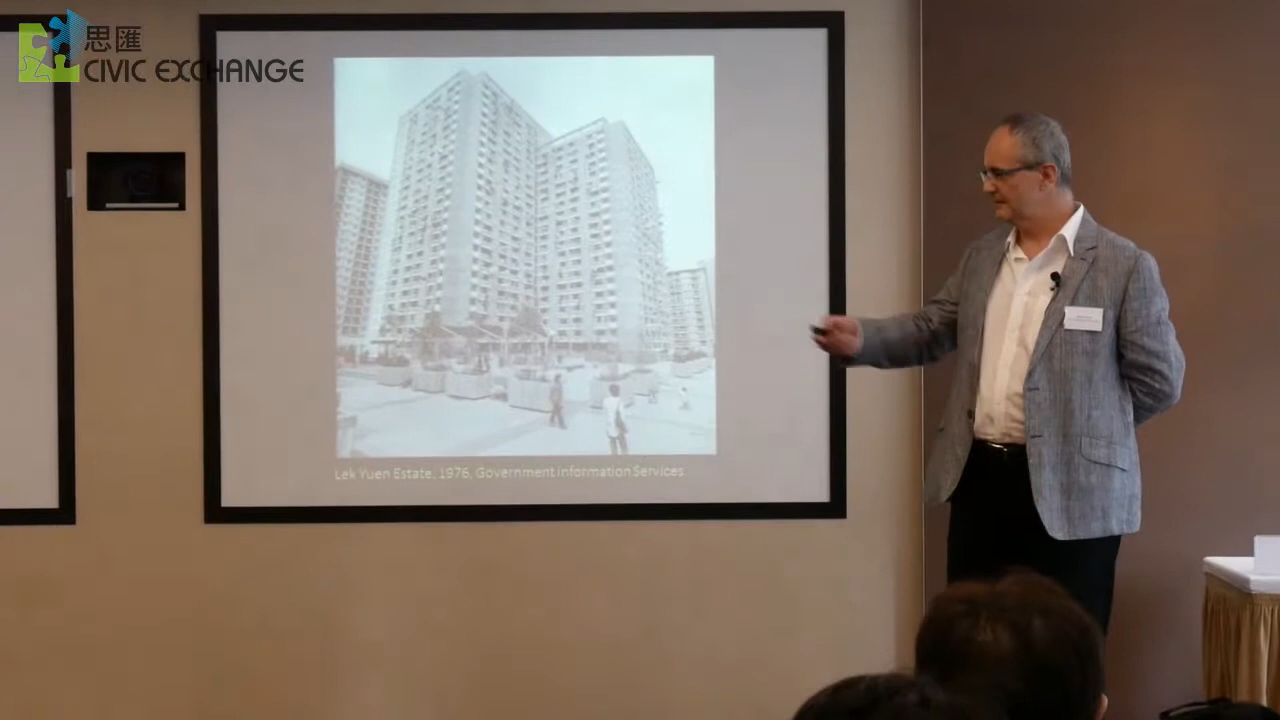 思匯
CIVIC EXCHANGE
Lek Yuen Estate, 1976, Government Information Services